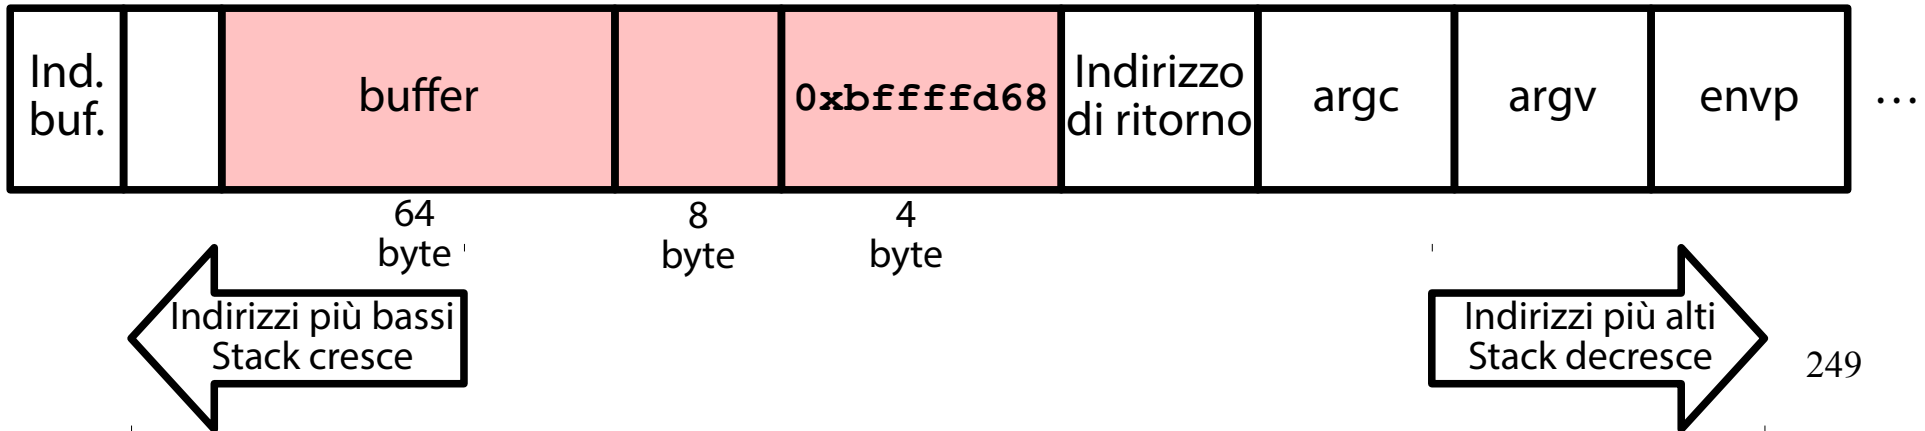 Ind.
buf.
buffer
0xbffffd68
Indirizzo
di ritorno
argc
argv
envp
...
64
byte
8
byte
4
byte
Indirizzi più bassi
Stack cresce
Indirizzi più alti
Stack decresce
249